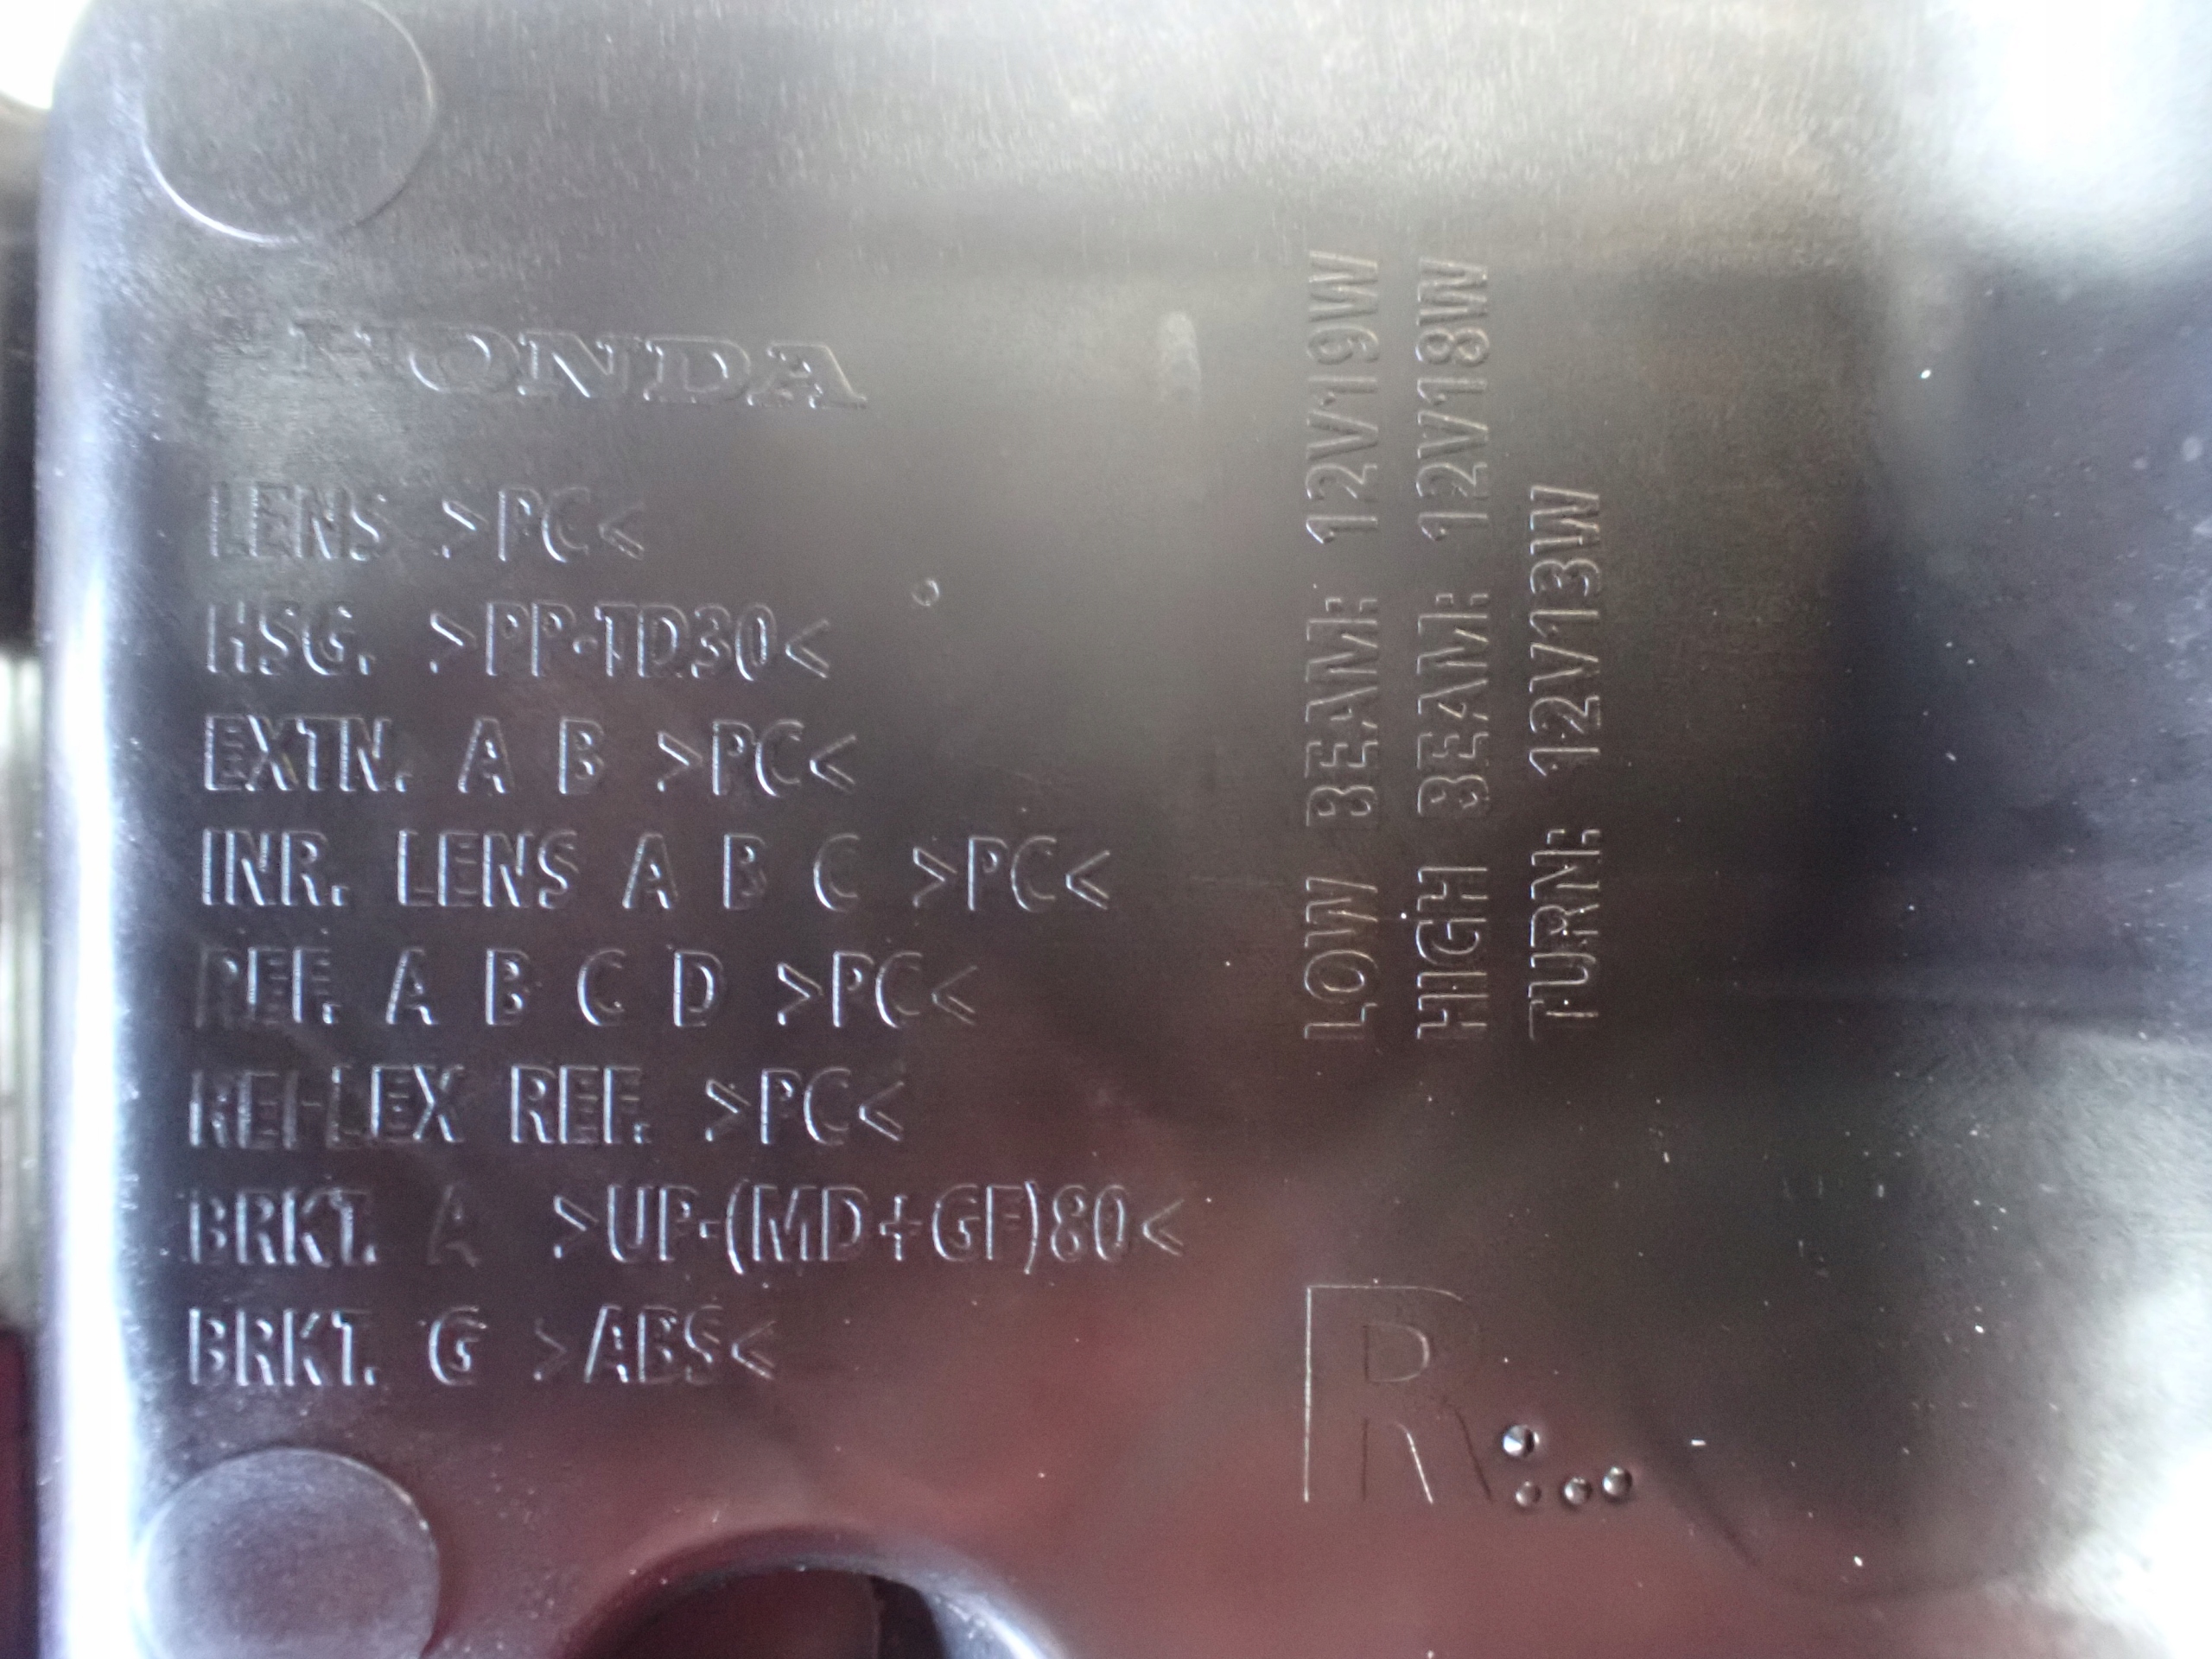 HONDA
LENS >PC<
HSG. >PP-TD30<
EXTN. A B >PC<
INR. LENS A B C >PC<
REF. A B C D >PC<
REFLEX REF. >PC<
BRKT. A >UP-(MD+GF)80<
BRKT. G >ABS<
LOW BEAM: 12V19W
HIGH BEAM: 12V18W
TURN: 12V13W
R